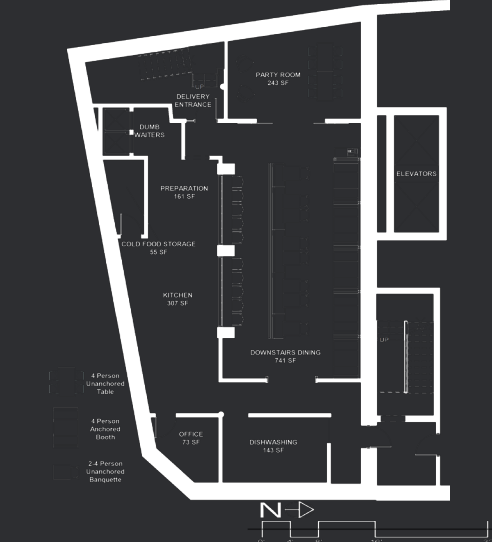 PARTY ROOM
243 SF
UP
DELIVERY
ENTRANCE
DUMB
WAITERS
ELEVATORS
PREPARATION
161 SF
COLD FOOD STORAGE
55 SF
KITCHEN
307 SF
UP
DOWNSTAIRS DINING
741 SF
4 Person
Unanchored
Table
4 Person
Anchored
Booth
2-4 Person
Unanchored
Banquette
OFFICE
73 SF
DISHWASHING
143 SF
N